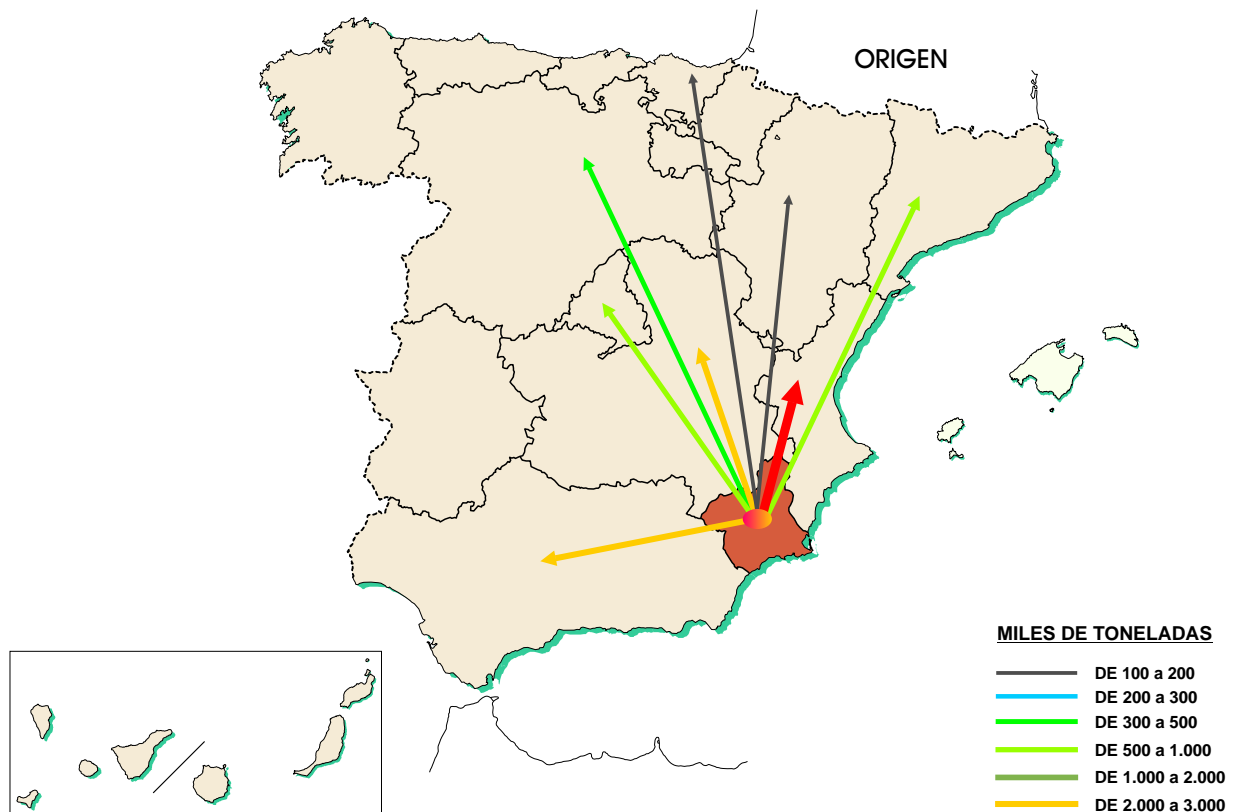 ORIGEN
MILES DE TONELADAS
DE 100 a 200
DE 200 a 300
DE 300 a 500
DE 500 a 1.000
DE 1.000 a 2.000
DE 2.000 a 3.000